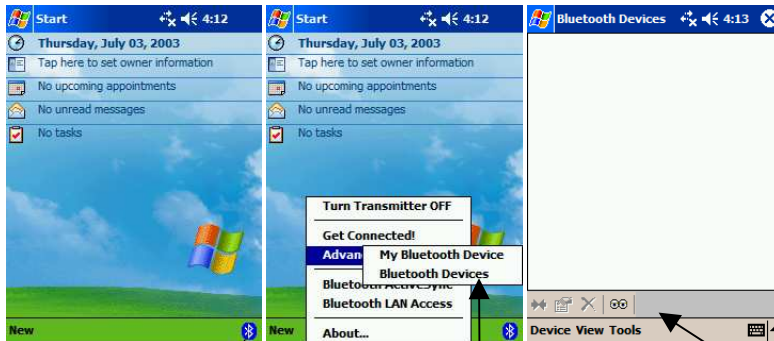 Start 4:12
Thursday, July 03, 2003
Tap here to set owner information
No upcoming appointments
No unread messages
No tasks
New
Start 4:12
Thursday, July 03, 2003
Tap here to set owner information
No upcoming appointments
No unread messages
No tasks
Turn Transmitter OFF
Get Connected!
Advan
My Bluetooth Device
Bluetooth Devices
Bluetooth ActiveSync
Bluetooth LAN Access
About...
New
Bluetooth Devices 4:13
Device View Tools